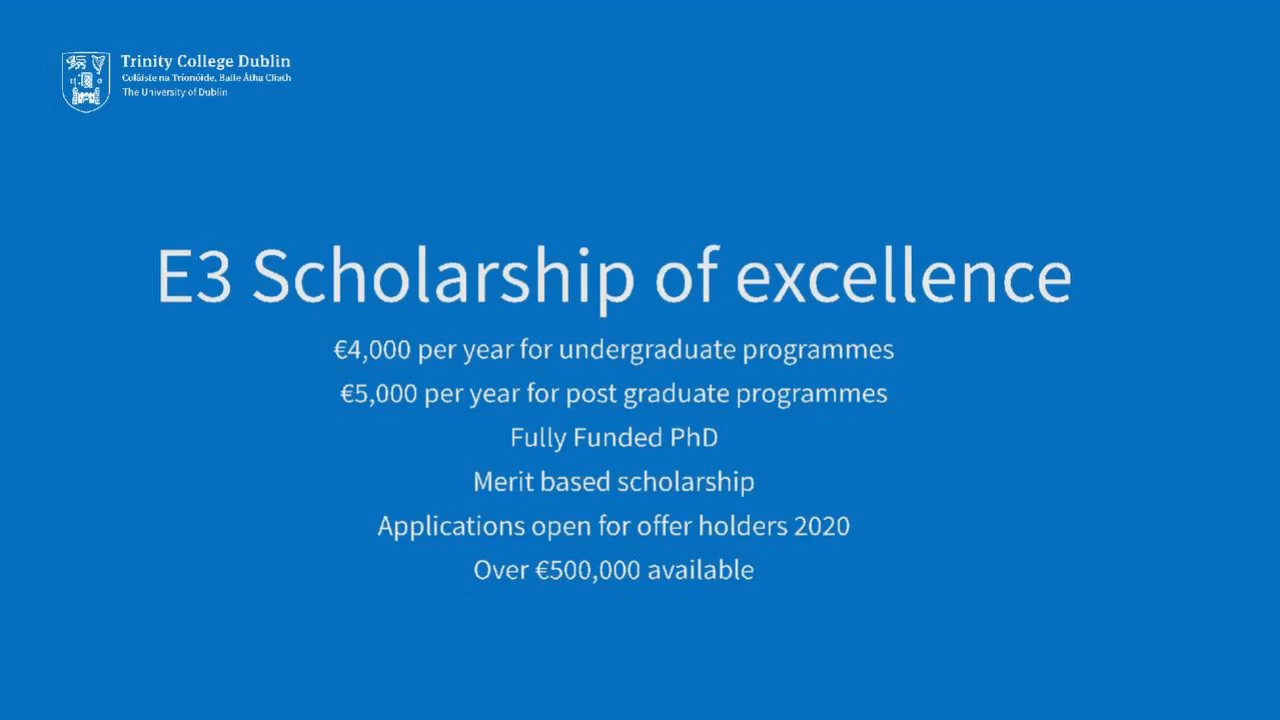 Trinity College Dublin
Coláiste na Tríonóide, Baile Átha Cliath
The University of Dublin
E3 Scholarship of excellence
€4,000 per year for undergraduate programmes
€5,000 per year for post graduate programmes
Fully Funded PhD
Merit based scholarship
Applications open for offer holders 2020
Over €500,000 available